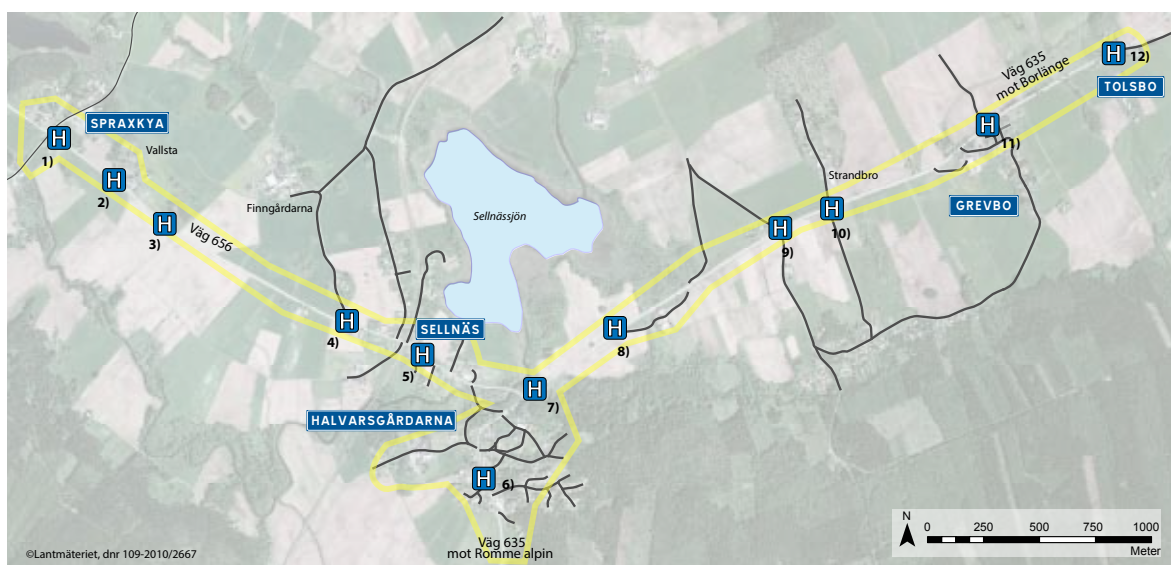 Väg 635
mot Borlänge
H
12)
TOLSBO
SPRAXKYA
H
1)
Vallsta
H
11)
H
2)
Strandbro
Finngårdarna
H
3)
Väg 656
Sellnässjön
GREVBO
H
10)
H
9)
H
4)
SELLNÄS
H
8)
H
5)
H
7)
HALVARSGÅRDARNA
H
6)
N
0 250 500 750 1000
Meter
Väg 635
mot Romme alpin
©Lantmäteriet, dnr 109-2010/2667